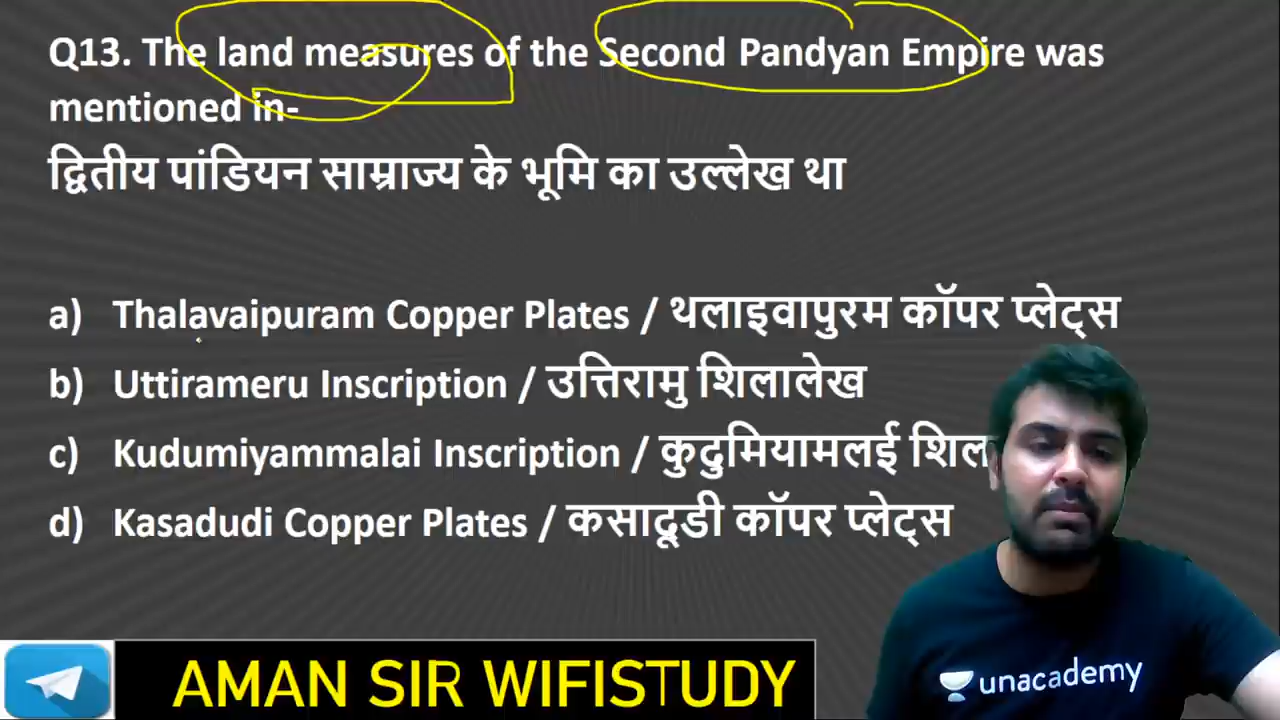 Q13. The land measures of the Second Pandyan Empire was
mentioned in-
द्वितीय पांडियन साम्राज्य के भूमि का उल्लेख था
a) Thalavaipuram Copper Plates / थलाइवापुरम कॉपर प्लेट्स
b) Uttirameru Inscription / उत्तिरामु शिलालेख
c) Kudumiyammalai Inscription / कुदुमियामलई
d) Kasadudi Copper Plates / कसादूडी कॉपर प्लेट्स
AMAN SIR WIFISTUDY
unacademy